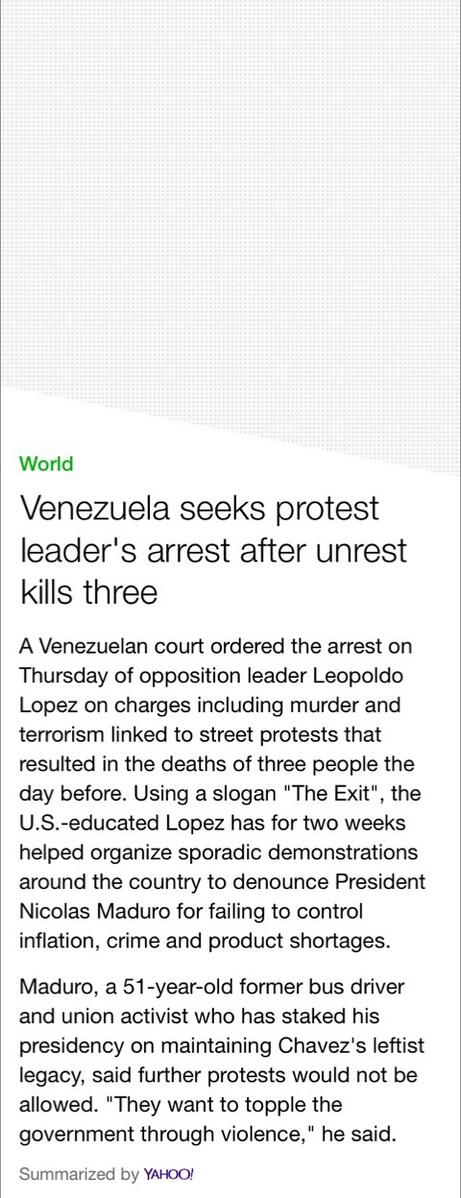 World
Venezuela seeks protest
leader's arrest after unrest
kills three
A Venezuelan court ordered the arrest on
Thursday of opposition leader Leopoldo
Lopez on charges including murder and
terrorism linked to street protests that
resulted in the deaths of three people the
day before. Using a slogan "The Exit", the
U.S.-educated Lopez has for two weeks
helped organize sporadic demonstrations
around the country to denounce President
Nicolas Maduro for failing to control
inflation, crime and product shortages.
Maduro, a 51-year-old former bus driver
and union activist who has staked his
presidency on maintaining Chavez's leftist
legacy, said further protests would not be
allowed. "They want to topple the
government through violence," he said.
Summarized by YAHOO!